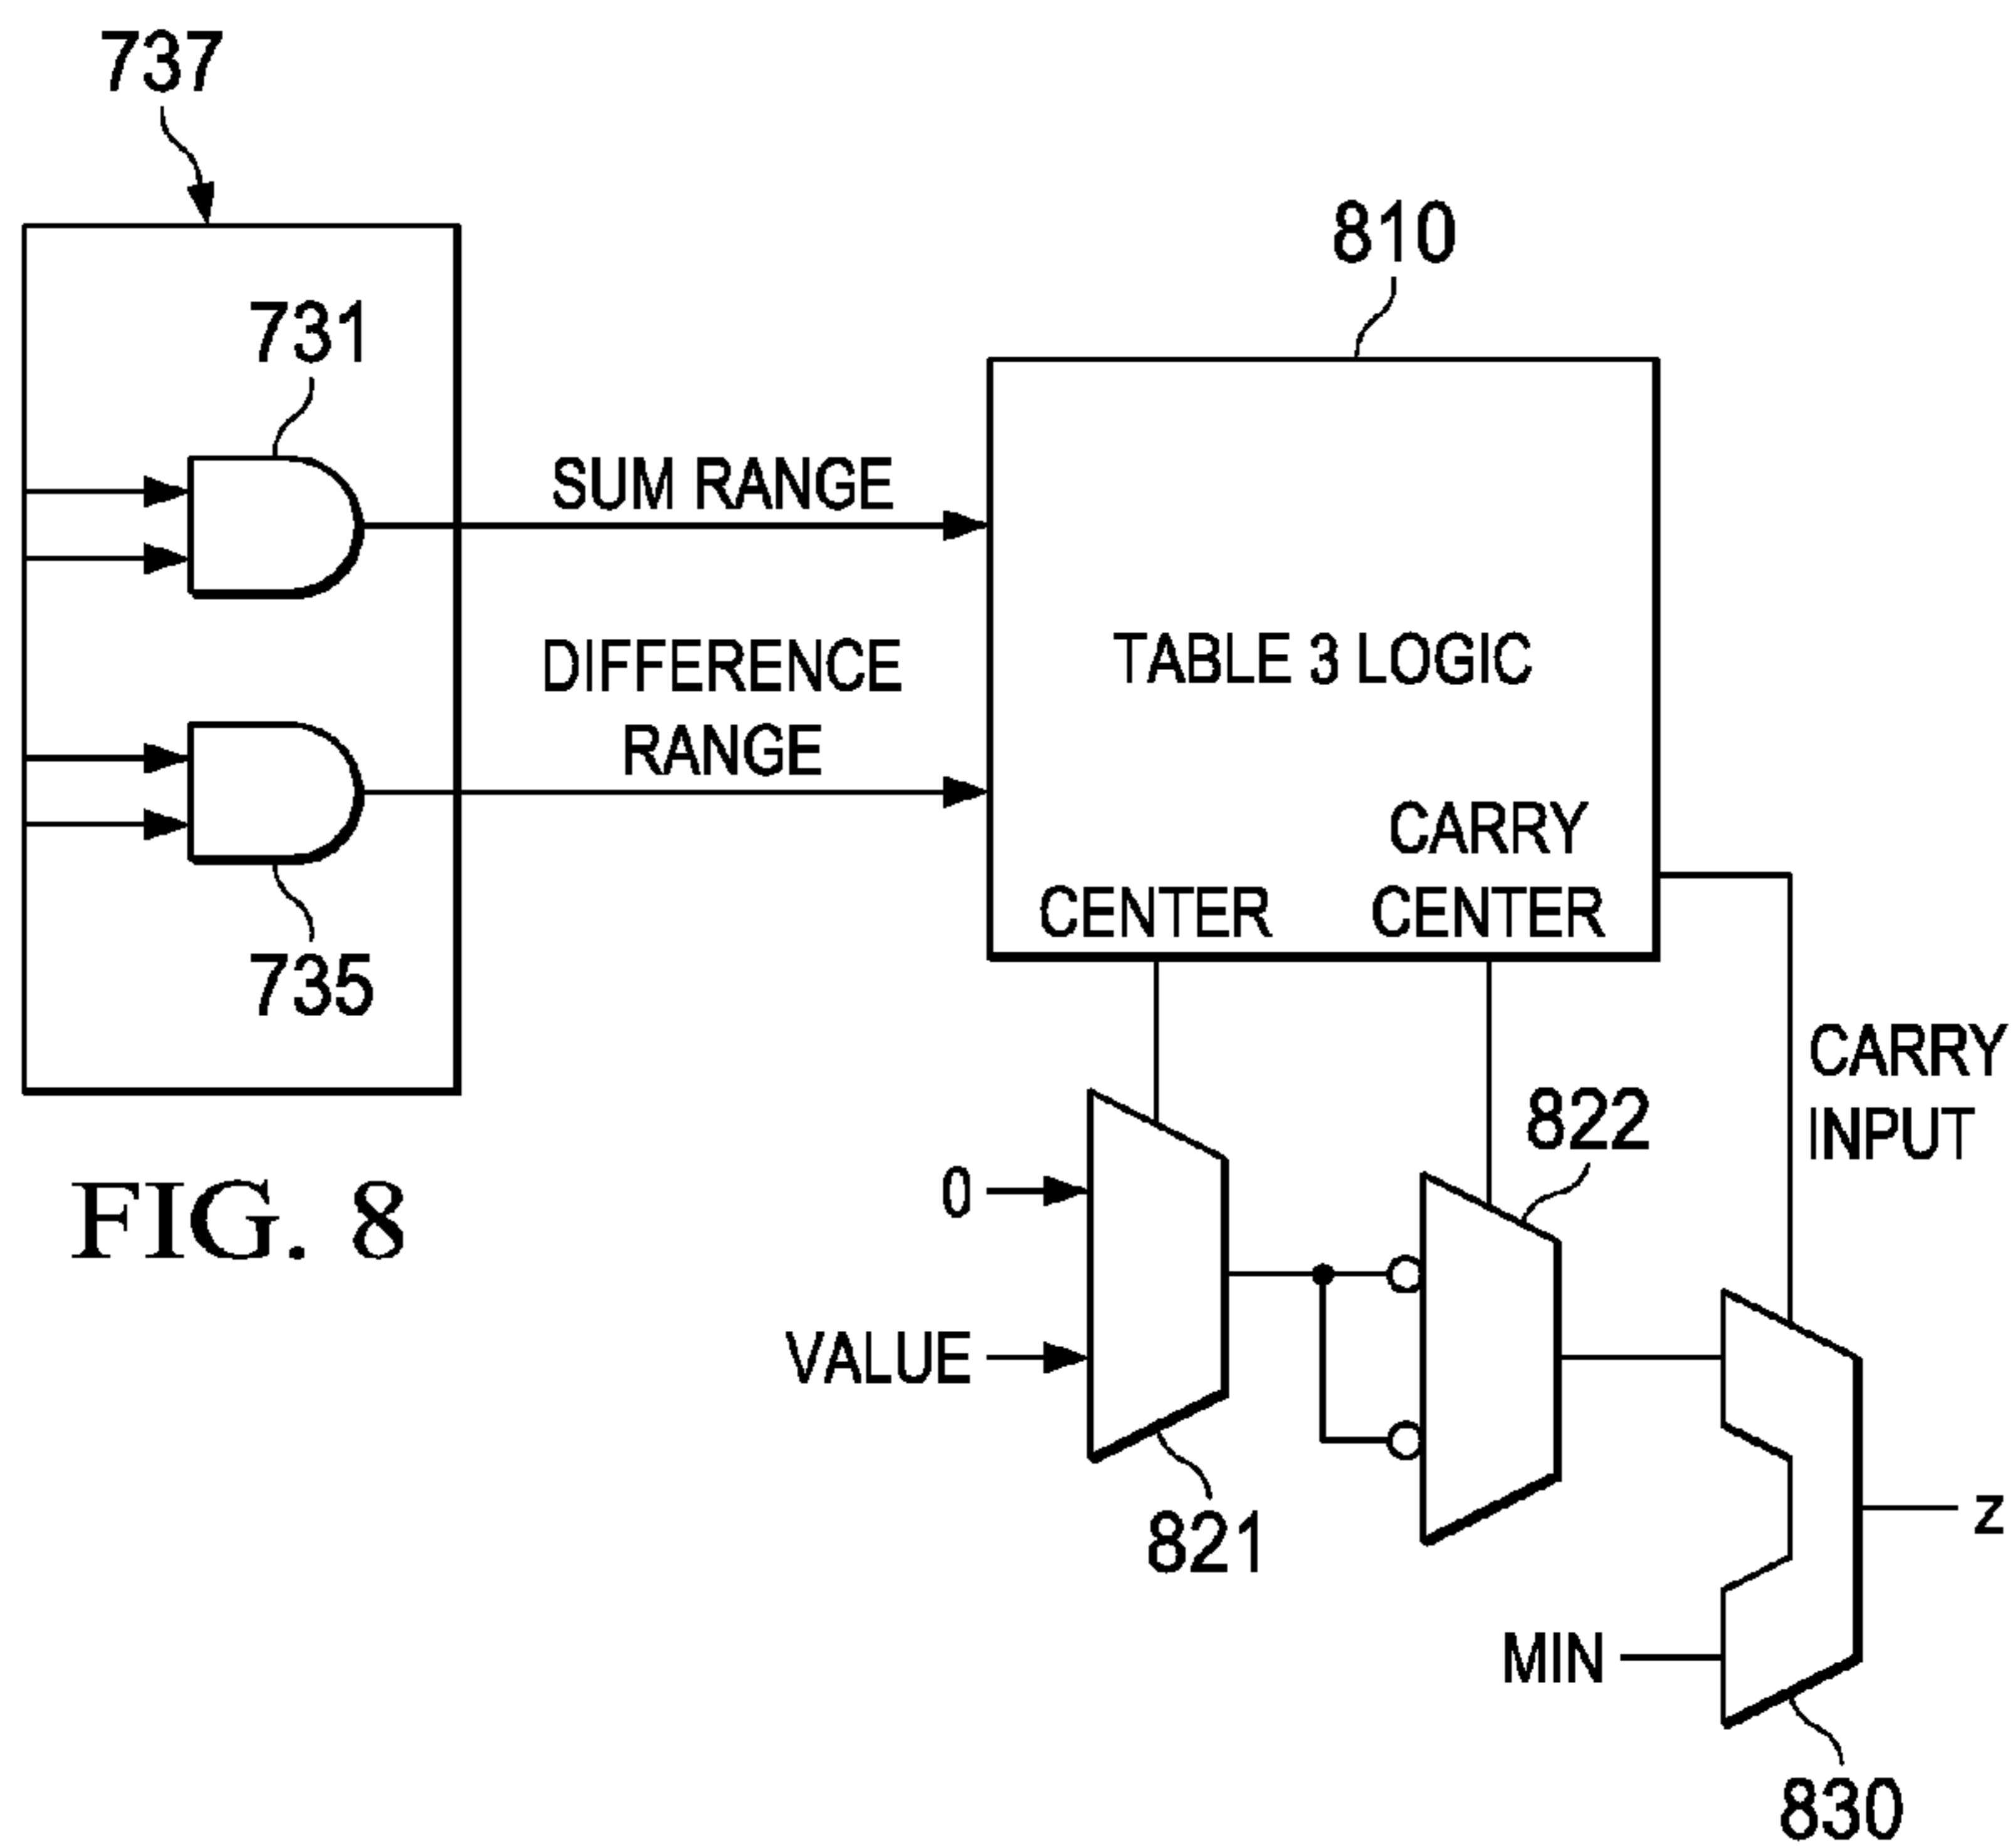 737
810
731
SUM RANGE
DIFFERENCE
RANGE
TABLE 3 LOGIC
CARRY
CENTER
CENTER
735
CARRY
INPUT
822
0
FIG. 8
VALUE
821
z
MIN
830